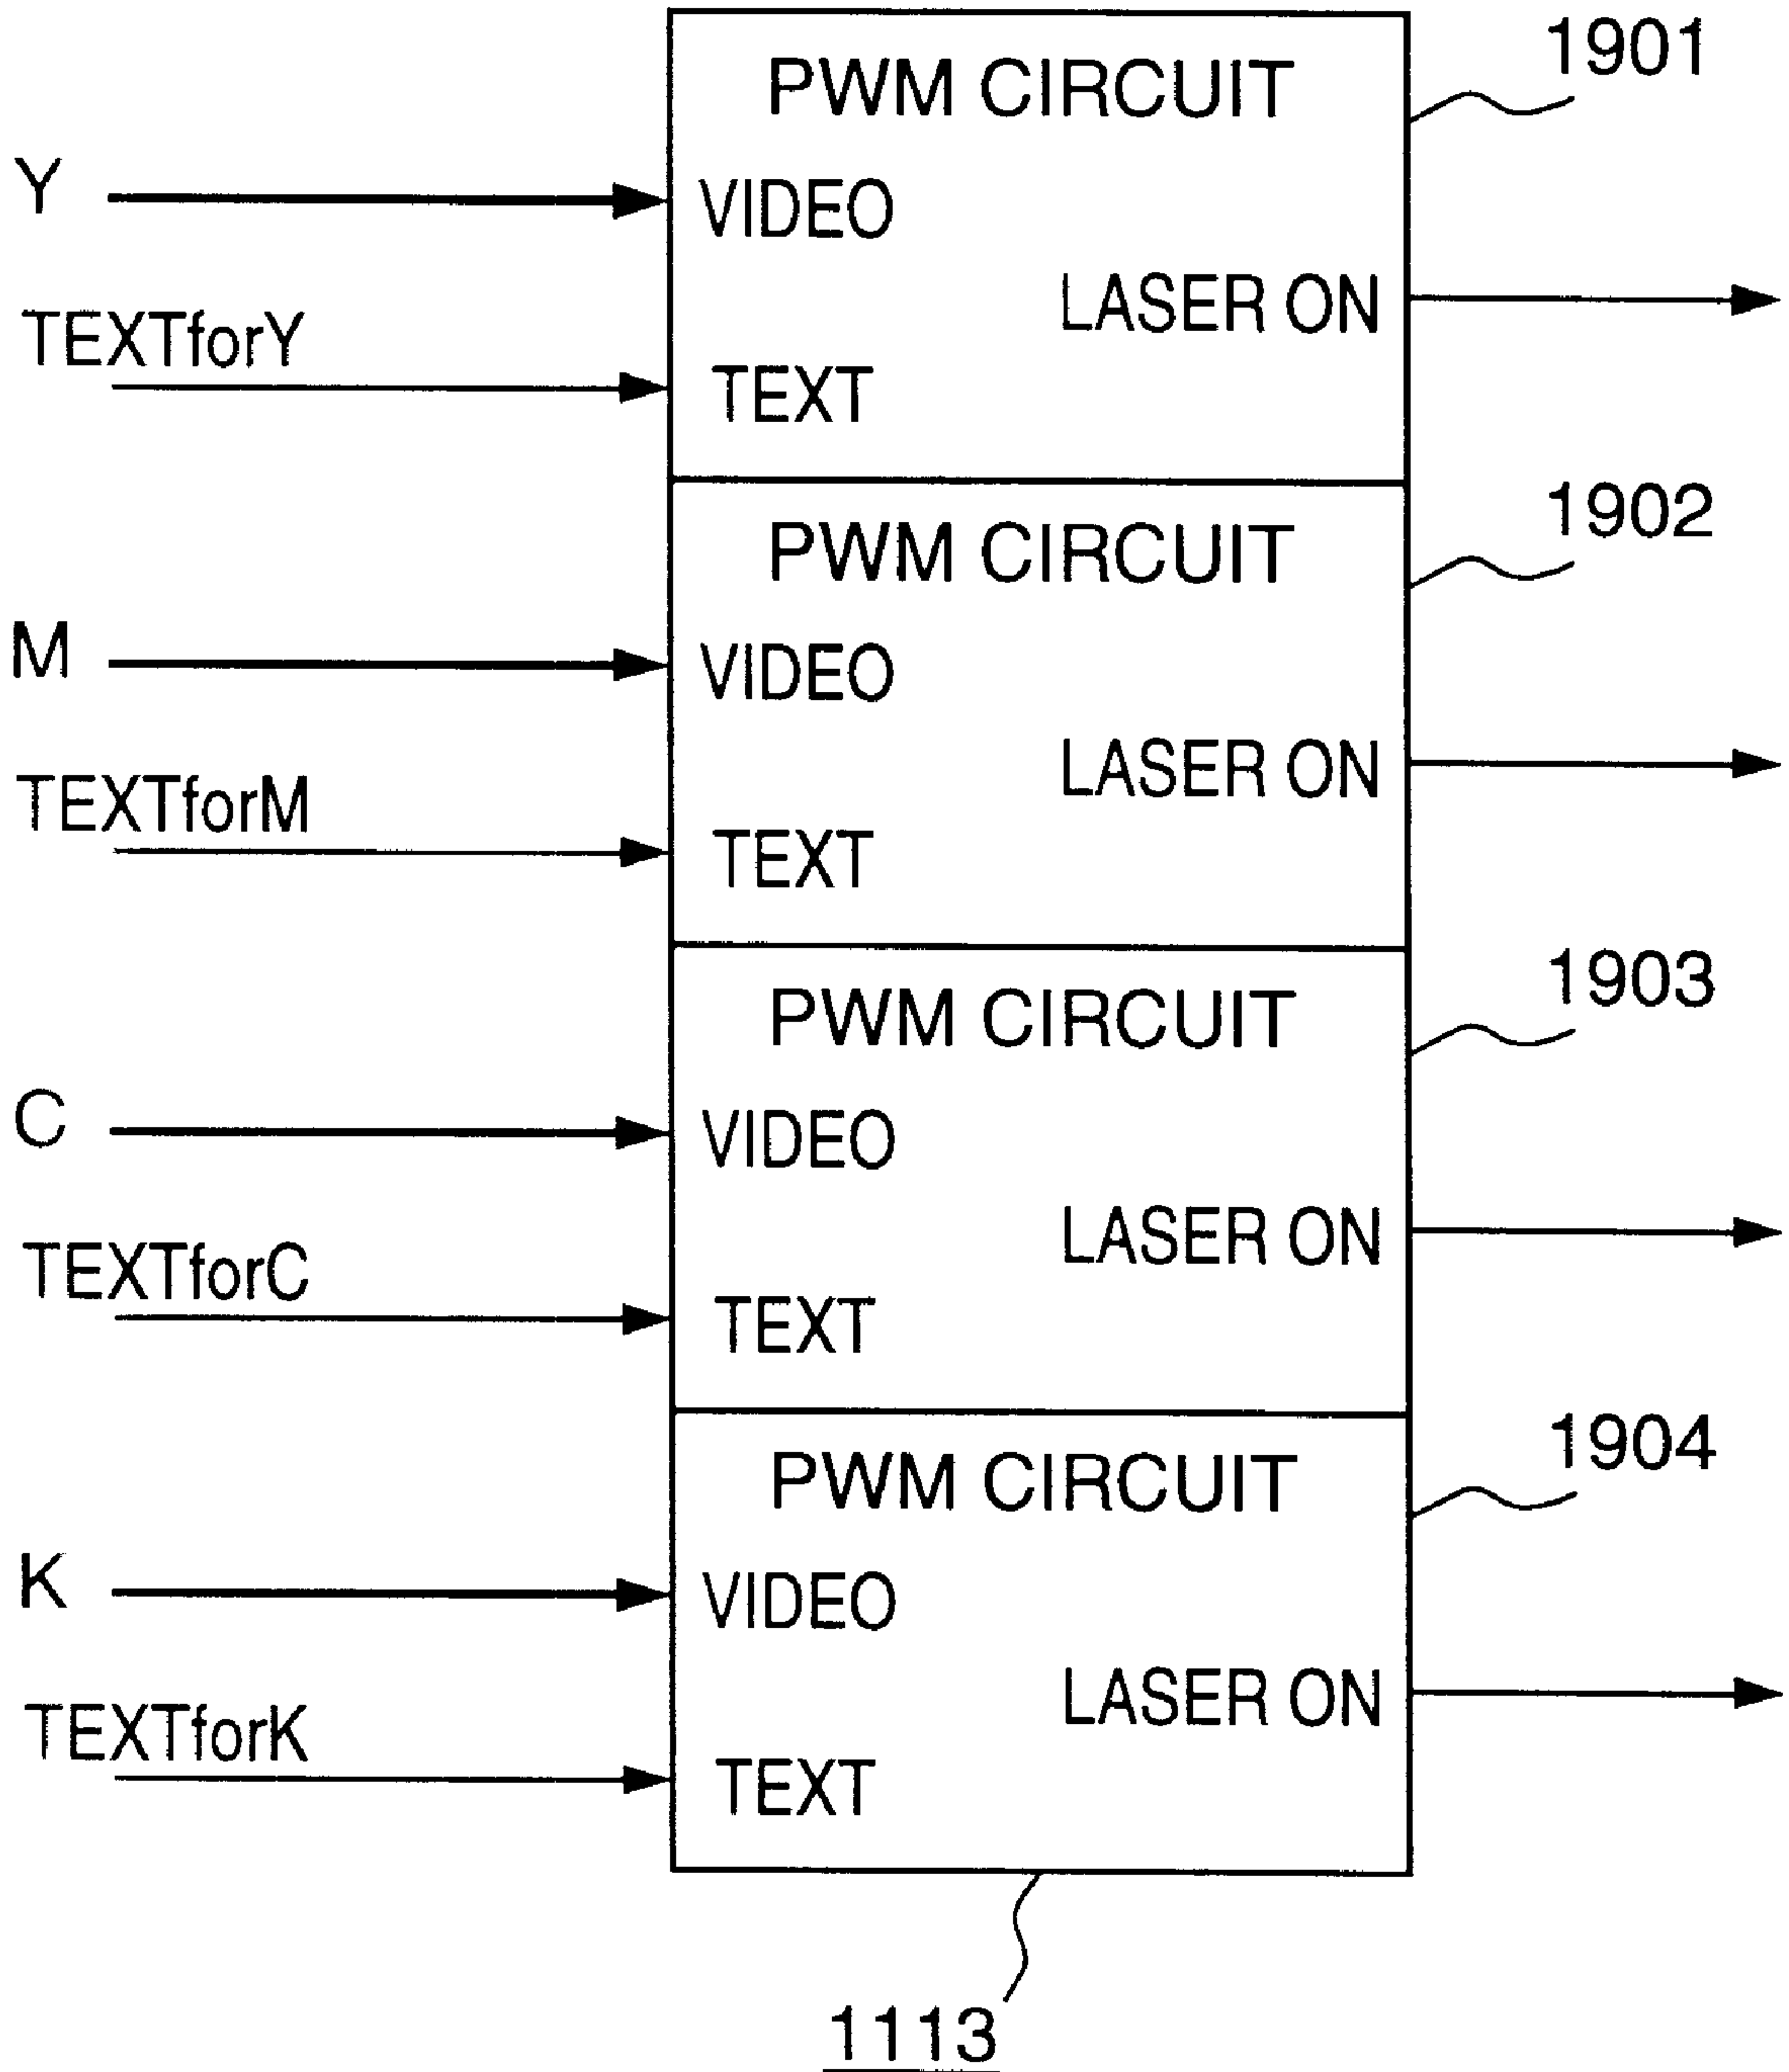 PWM CIRCUIT
1901
Y
VIDEO
LASER ON
TEXTforY
TEXT
PWM CIRCUIT
1902
M
VIDEO
LASER ON
TEXTforM
TEXT
PWM CIRCUIT
1903
C
VIDEO
LASER ON
TEXTforC
TEXT
PWM CIRCUIT
1904
K
VIDEO
LASER ON
TEXTforK
TEXT
1113